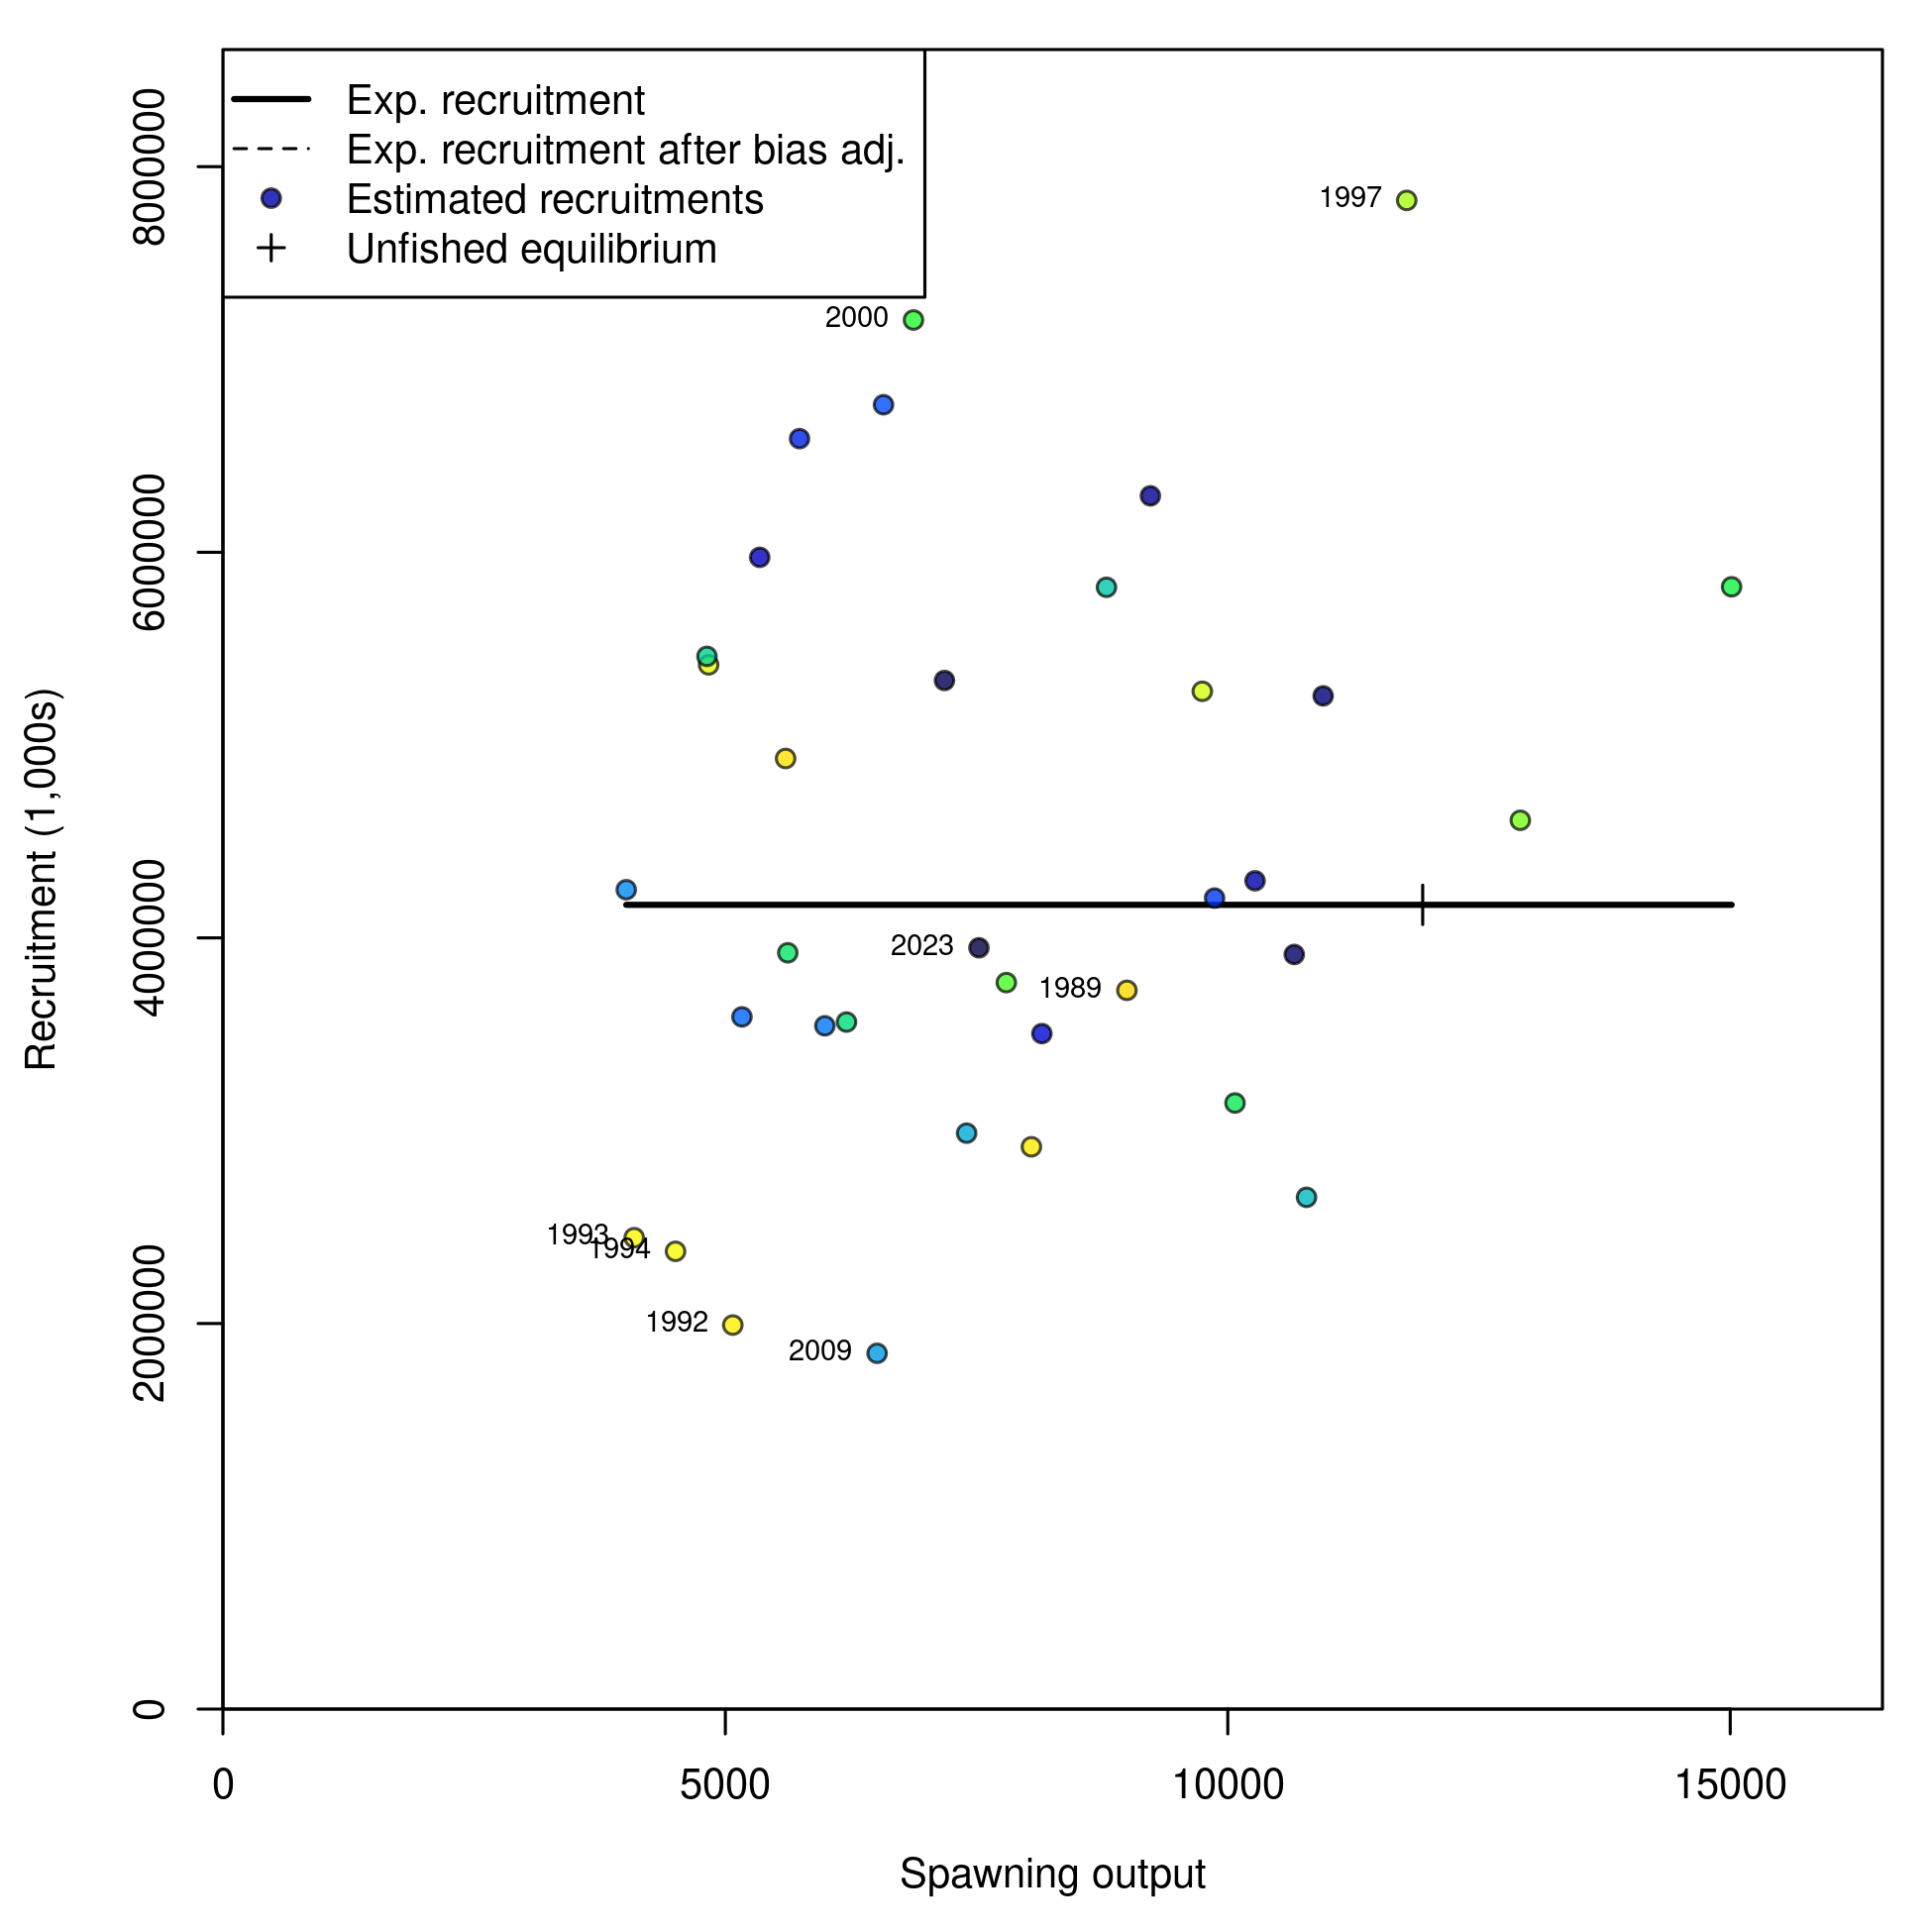 Exp. recruitment
Exp. recruitment after bias adj.
Estimated recruitments
Unfished equilibrium
1997
2000
2023
1989
1993
1994
1992
2009
8000000
6000000
4000000
2000000
0
Recruitment (1,000s)
0 5000 10000 15000
Spawning output